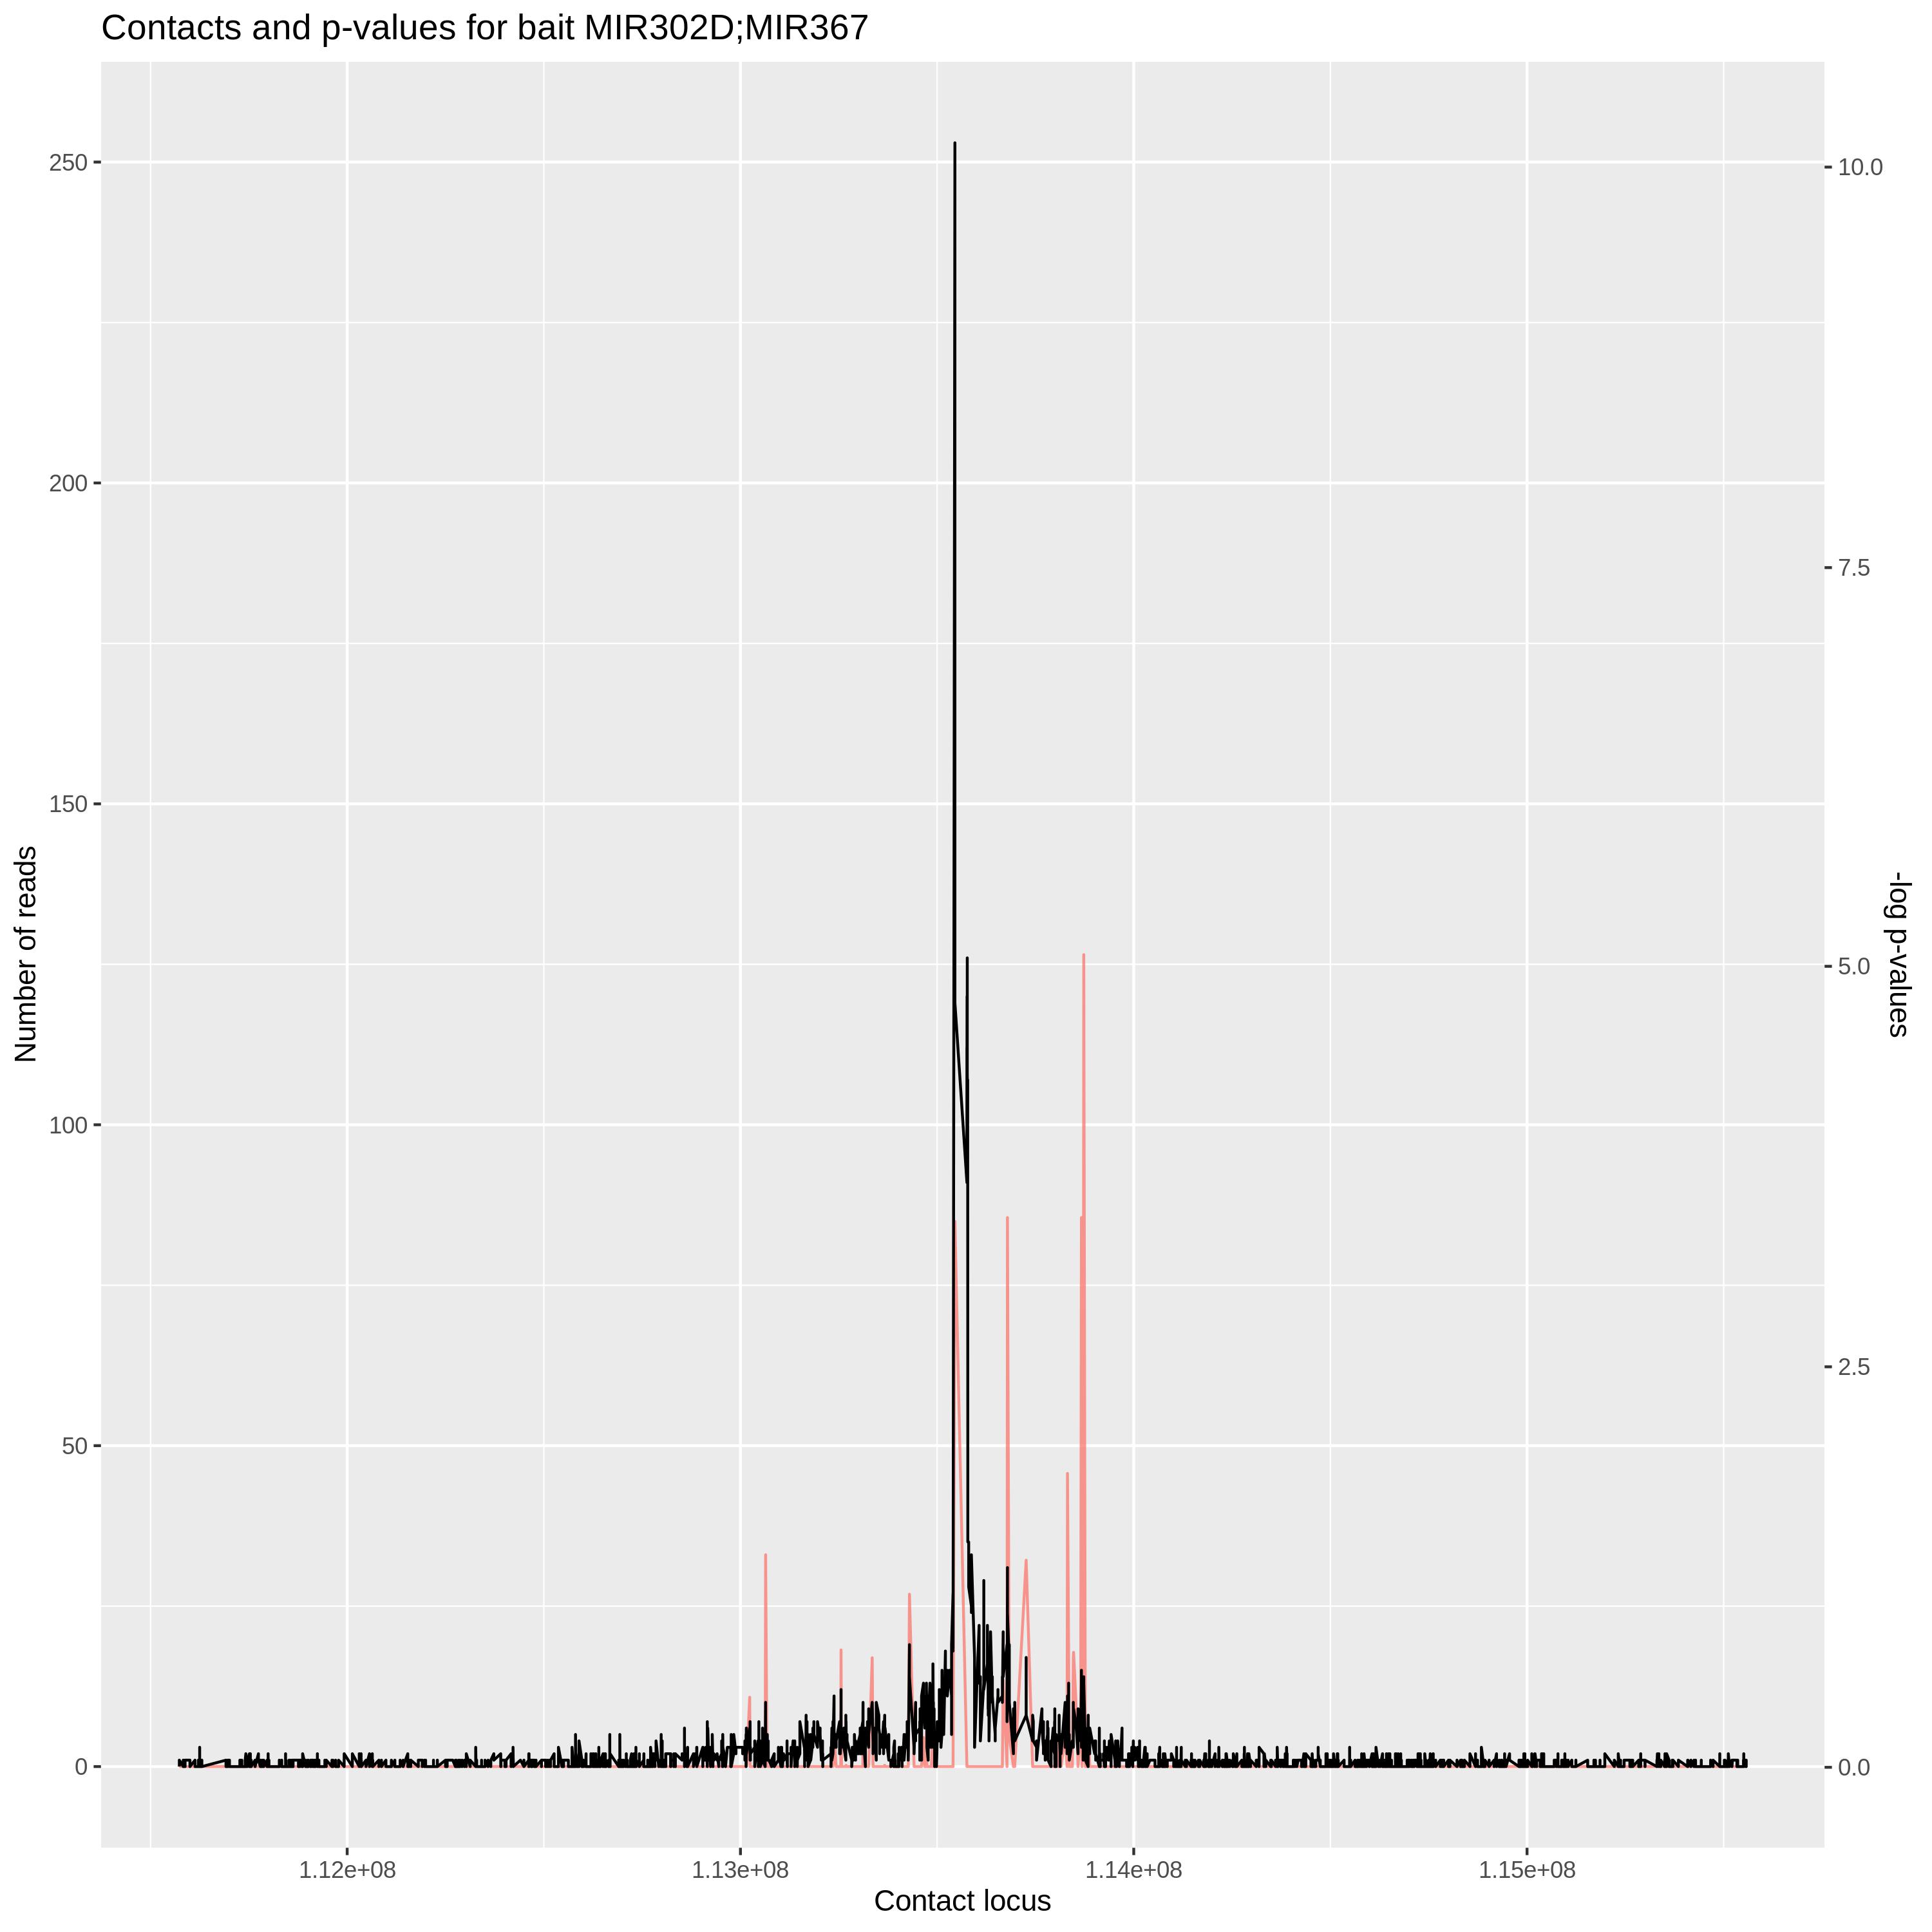 Contacts and p-values for bait MIR302D;MIR367
250
200
150
100
50
0
Number of reads
10.0
7.5
5.0
2.5
0.0
-log p-values
1.12e+08
1.13e+08
1.14e+08
1.15e+08
Contact locus